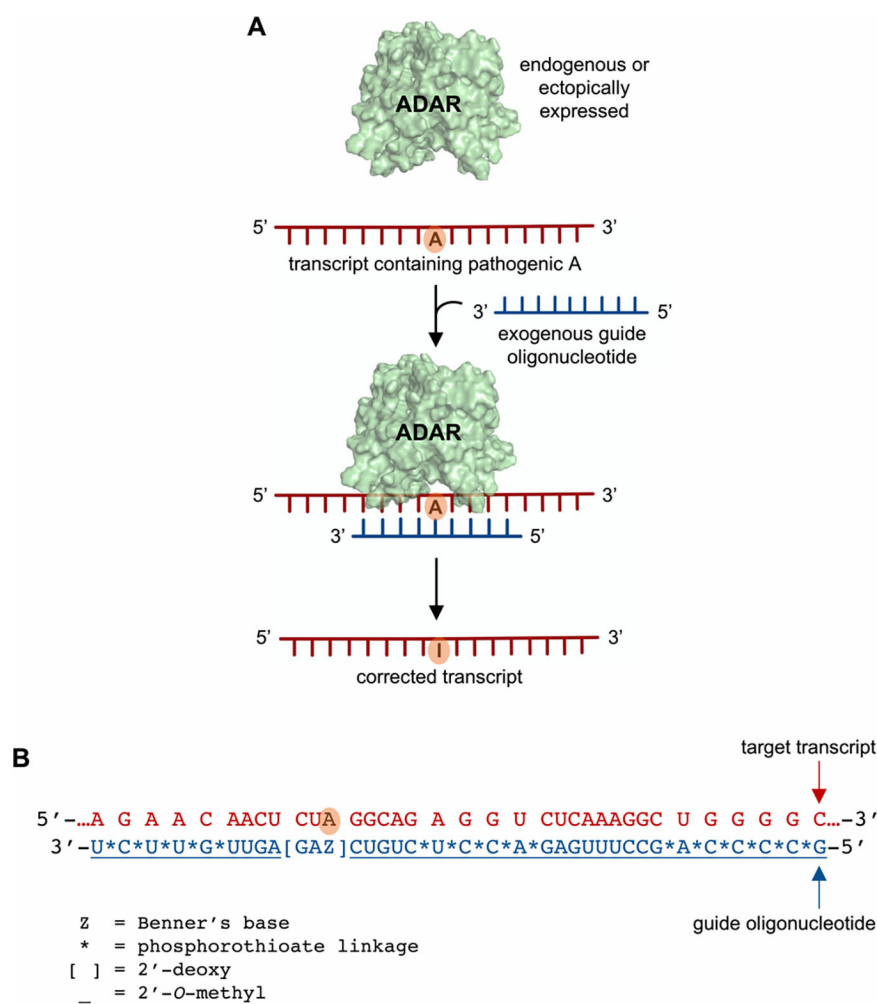 A
ADAR
endogenous or
ectopically
expressed
5’ 3’
A
transcript containing pathogenic A
3’ 5’
exogenous guide
oligonucleotide
ADAR
5’ 3’
A
3’ 5’
5’ 3’
I
corrected transcript
B
target transcript
5’–…A G A A C AACU CUA GGCAG A G G U CUCAAAGGC U G G G G C…–3’
3’–U*C*U*U*G*UUGA[GAZ]CUGUC*U*C*C*A*GAGUUUCCG*A*C*C*C*C*G–5’
guide oligonucleotide
Z = Benner’s base
* = phosphorothioate linkage
[ ] = 2’-deoxy
_ = 2’-O-methyl